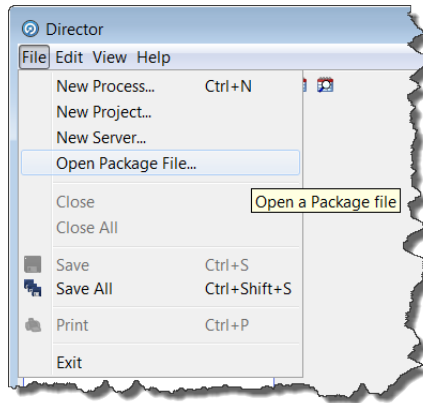 Director
File Edit View Help
New Process... Ctrl+N
New Project...
New Server...
Open Package File...
Open a Package file
Close
Close All
Save Ctrl+S
Save All Ctrl+Shift+S
Print Ctrl+P
Exit